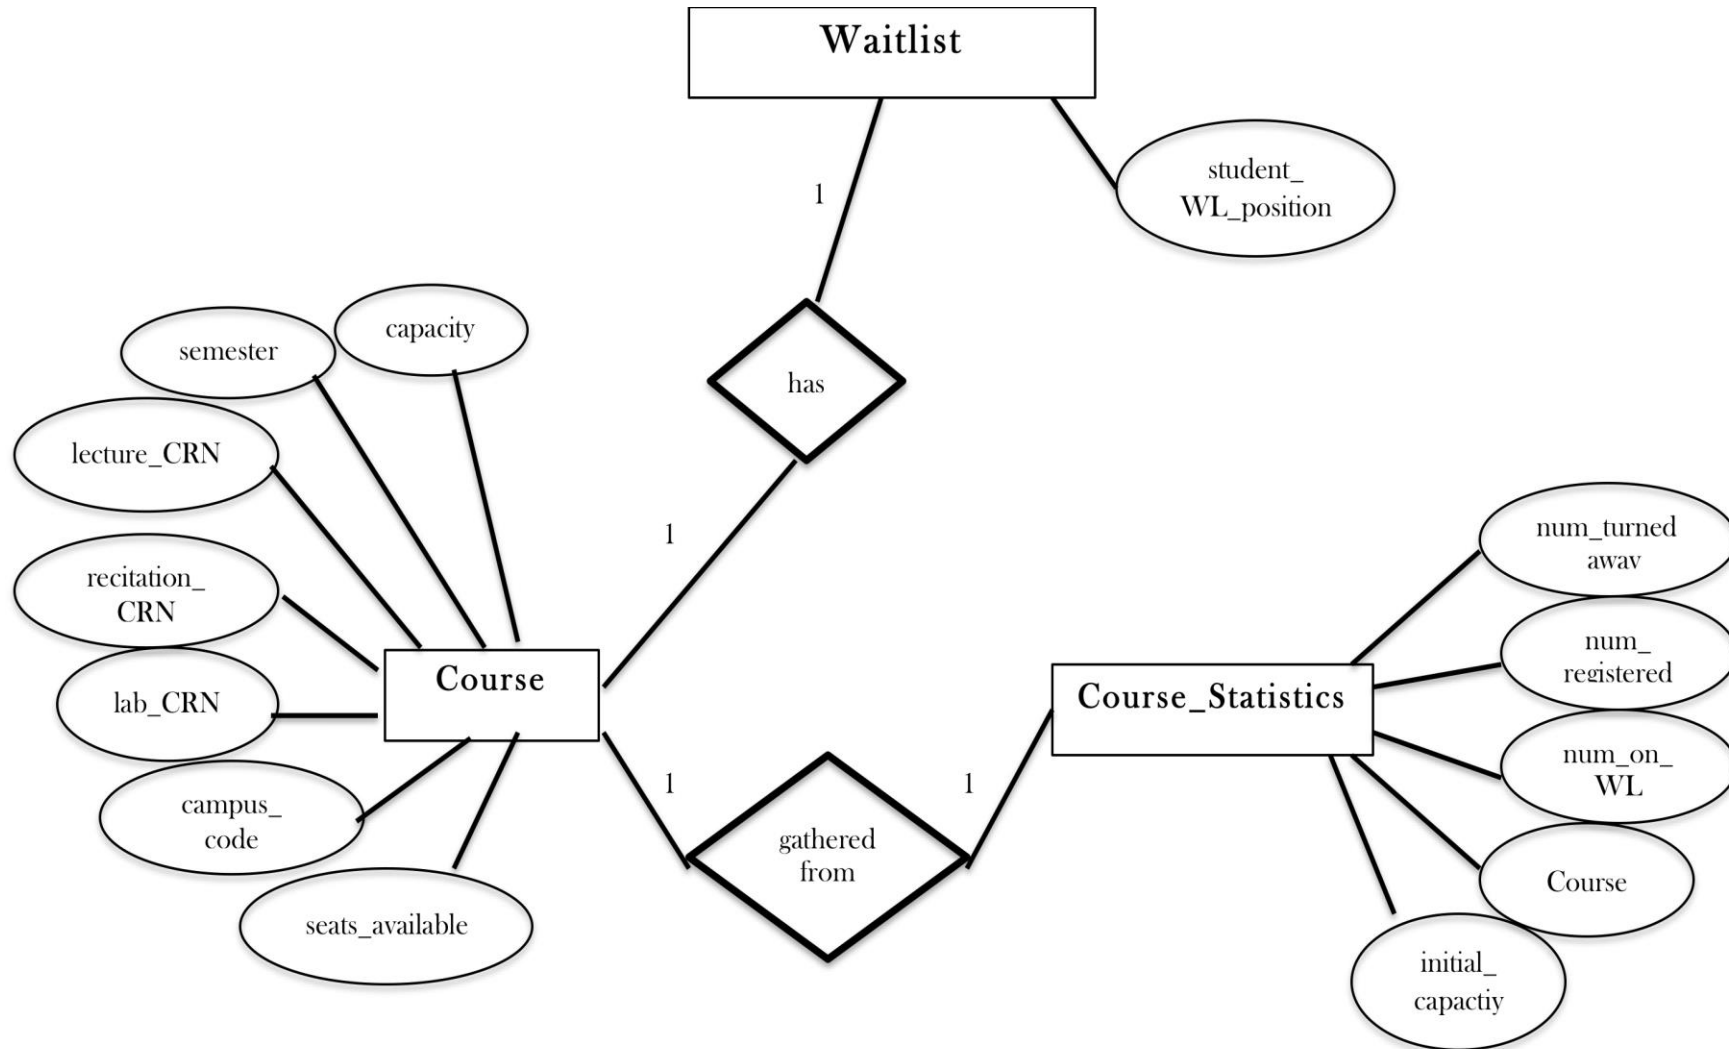 Waitlist
student_
WL_position
1
capacity
semester
has
lecture_CRN
1
num_turned
awav
recitation_
CRN
num_
registered
Course
lab_CRN
Course_Statistics
num_on_
WL
1
1
campus_
code
gathered
from
Course
seats_available
initial_
capactiy